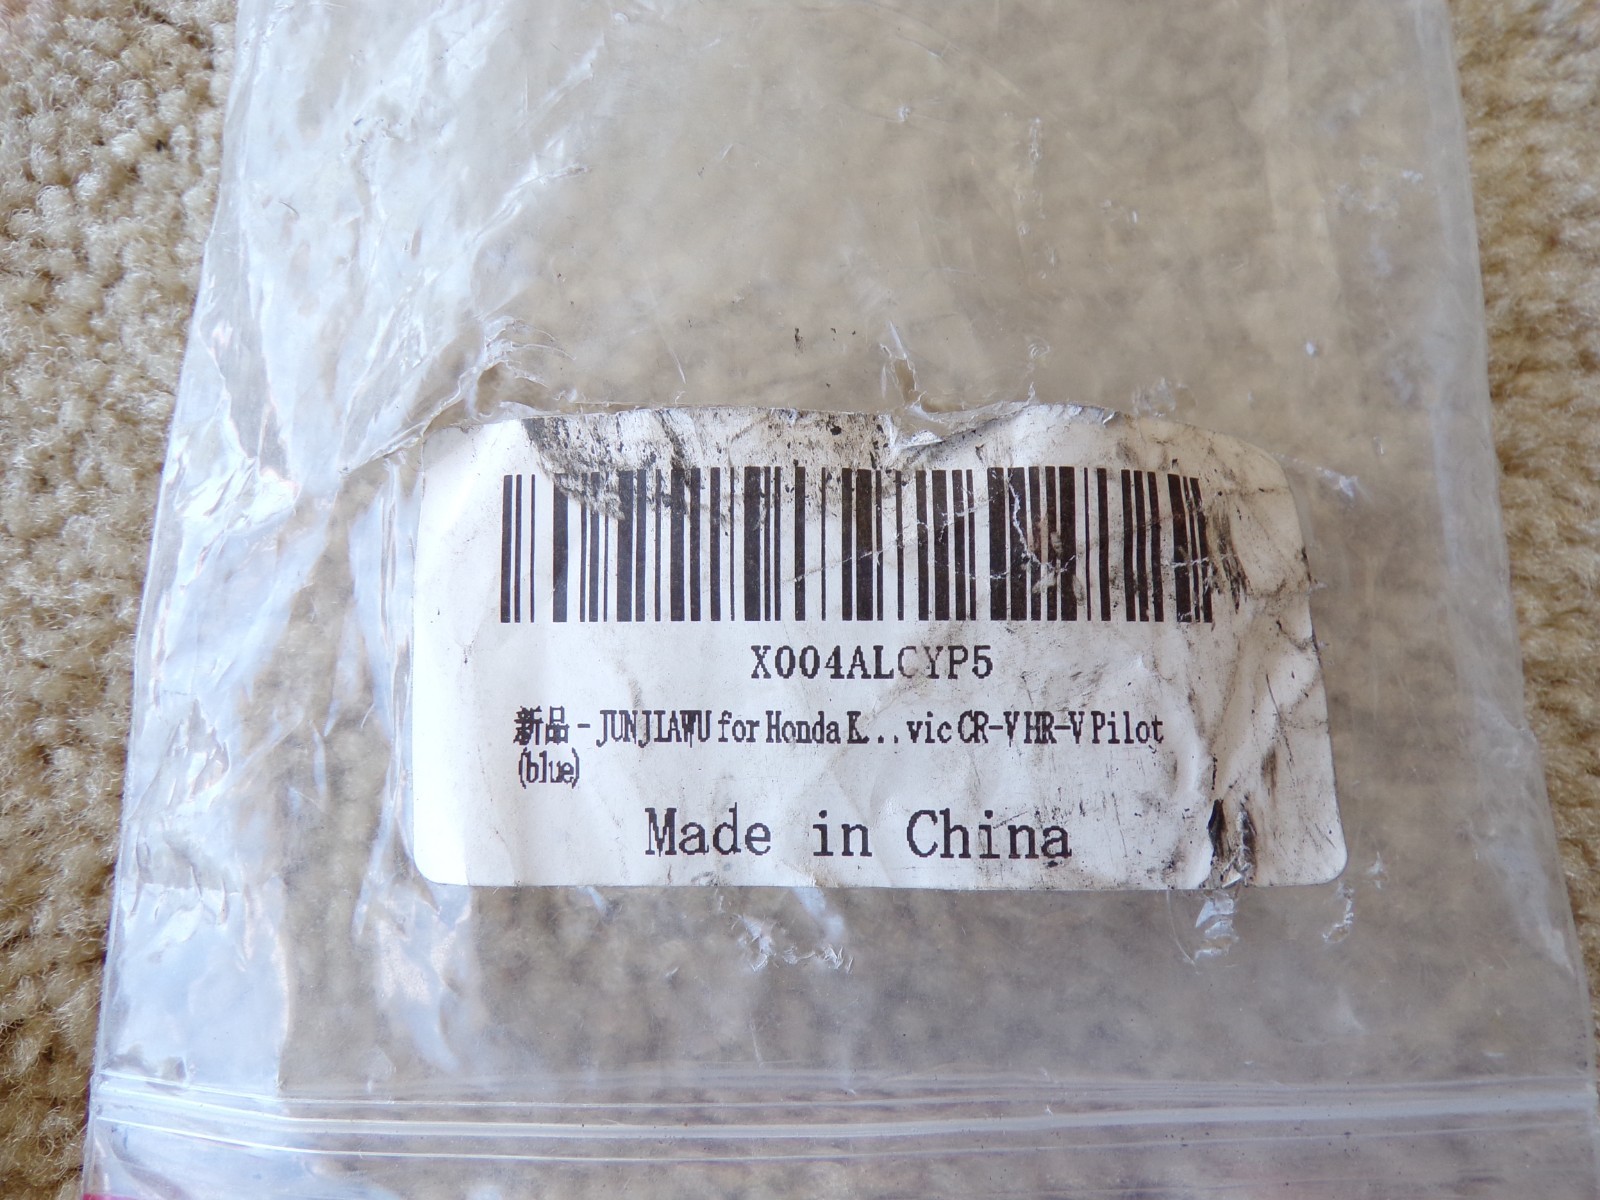 X004ALCYP5
新品 - JUNJIAWU for Honda K...vic CR-V HR-V Pilot
(blue)
Made in China